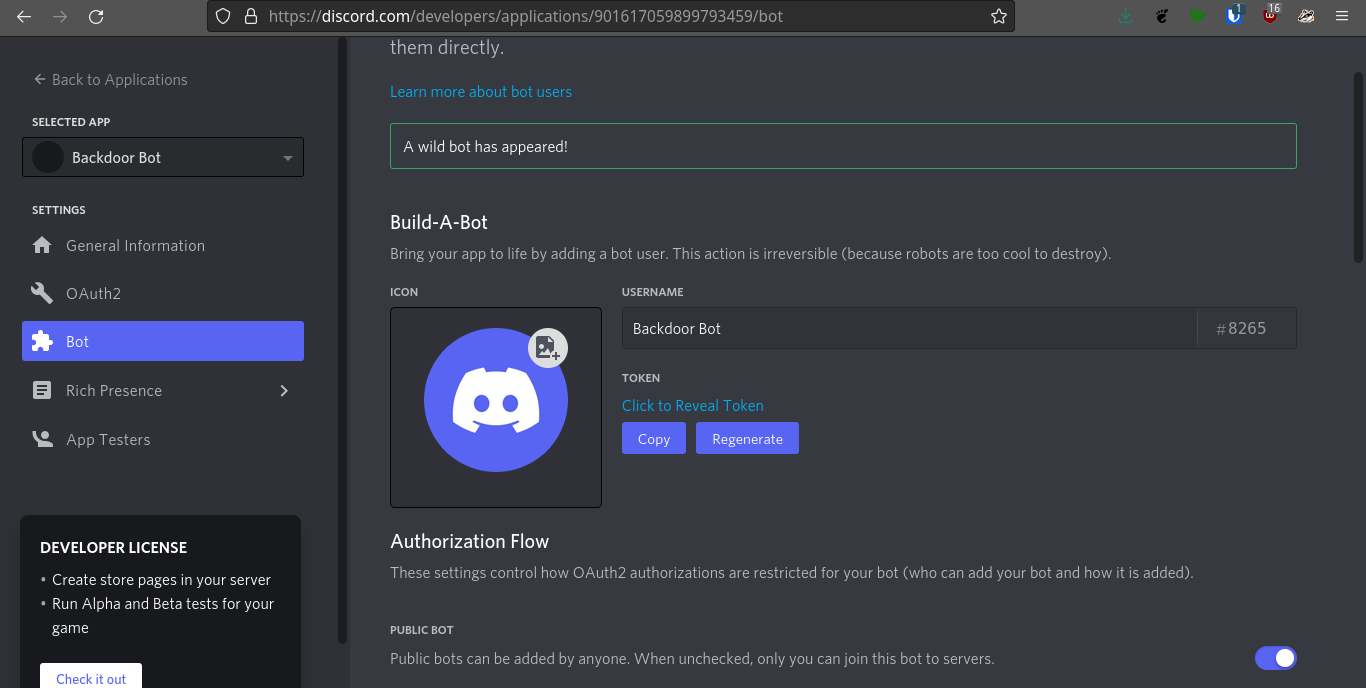 https://discord.com/developers/applications/901617059899793459/bot
1
16
Back to Applications
SELECTED APP
Backdoor Bot
SETTINGS
General Information
OAuth2
Bot
Rich Presence
App Testers
DEVELOPER LICENSE
• Create store pages in your server
• Run Alpha and Beta tests for your
game
Check it out
them directly.
Learn more about bot users
A wild bot has appeared!
Build-A-Bot
Bring your app to life by adding a bot user. This action is irreversible (because robots are too cool to destroy).
ICON
USERNAME
Backdoor Bot #8265
TOKEN
Click to Reveal Token
Copy Regenerate
Authorization Flow
These settings control how OAuth2 authorizations are restricted for your bot (who can add your bot and how it is added).
PUBLIC BOT
Public bots can be added by anyone. When unchecked, only you can join this bot to servers.